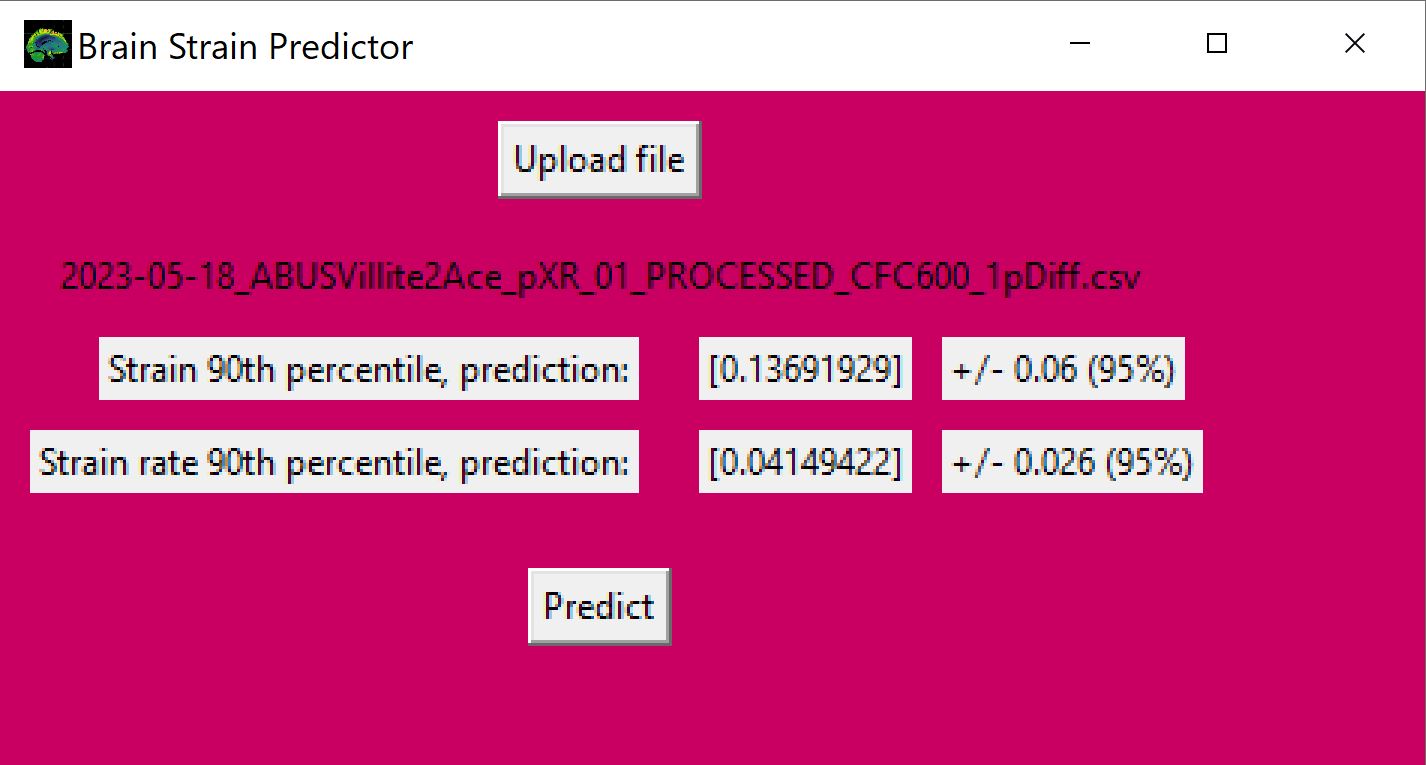 Brain Strain Predictor
Upload file
2023-05-18_ABUSVillite2Ace_pXR_01_PROCESSED_CFC600_1pDiff.csv
Strain 90th percentile, prediction: [0.13691929] +/- 0.06 (95%)
Strain rate 90th percentile, prediction: [0.04149422] +/- 0.026 (95%)
Predict